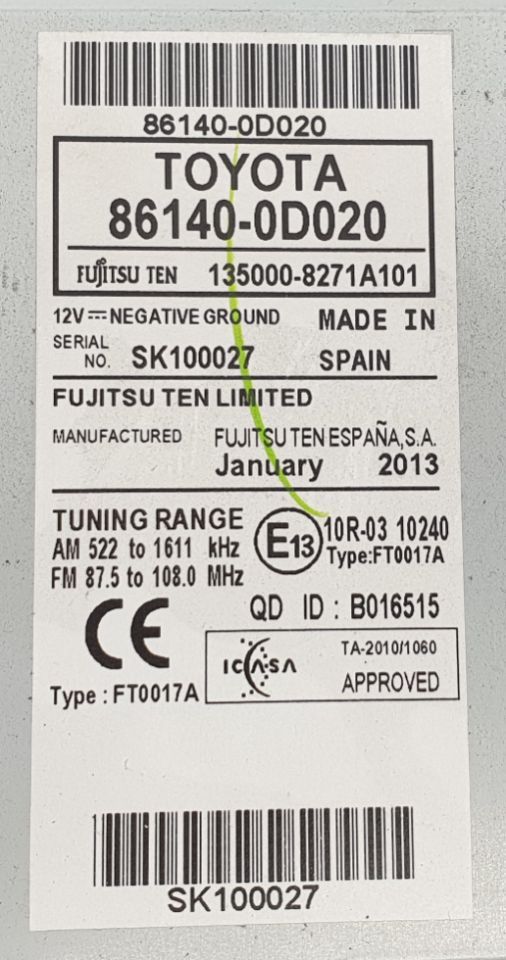 86140-0D020
TOYOTA
86140-0D020
FUJITSU TEN 135000-8271A101
12V⎓NEGATIVE GROUND MADE IN
SERIAL
NO. SK100027 SPAIN
FUJITSU TEN LIMITED
MANUFACTURED FUJITSU TEN ESPAÑA,S.A.
January 2013
TUNING RANGE
AM 522 to 1611 kHz
FM 87.5 to 108.0 MHz
E13 10R-03 10240
Type:FT0017A
QD ID : B016515
CE
Type : FT0017A
ICASA TA-2010/1060
APPROVED
SK100027